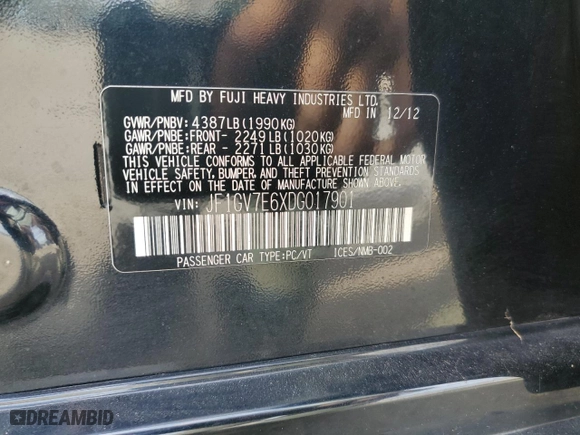 MFD BY FUJI HEAVY INDUSTRIES LTD.
MFD IN 12/12
GVWR/PNBV: 4387LB(1990KG)
GAWR/PNBE:FRONT- 2249LB(1020KG)
GAWR/PNBE:REAR - 2271LB(1030KG)
THIS VEHICLE CONFORMS TO ALL APPLICABLE FEDERAL MOTOR
VEHICLE SAFETY, BUMPER, AND THEFT PREVENTION STANDARDS
IN EFFECT ON THE DATE OF MANUFACTURE SHOWN ABOVE.
VIN: JF1GV7E6XDG017901
PASSENGER CAR TYPE:PC/VT ICES/NMB-002
DREAMBID